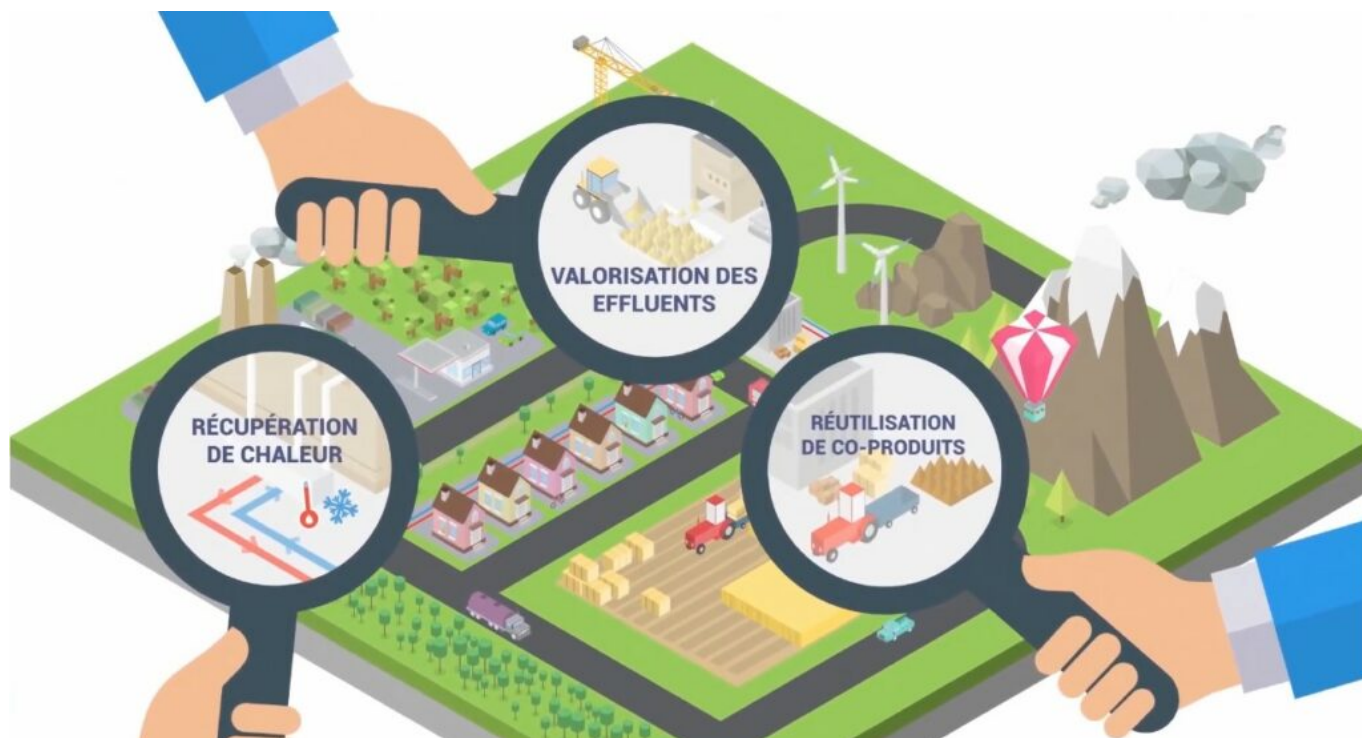 VALORISATION DES
EFFLUENTS
RÉCUPÉRATION
DE CHALEUR
RÉUTILISATION
DE CO-PRODUITS